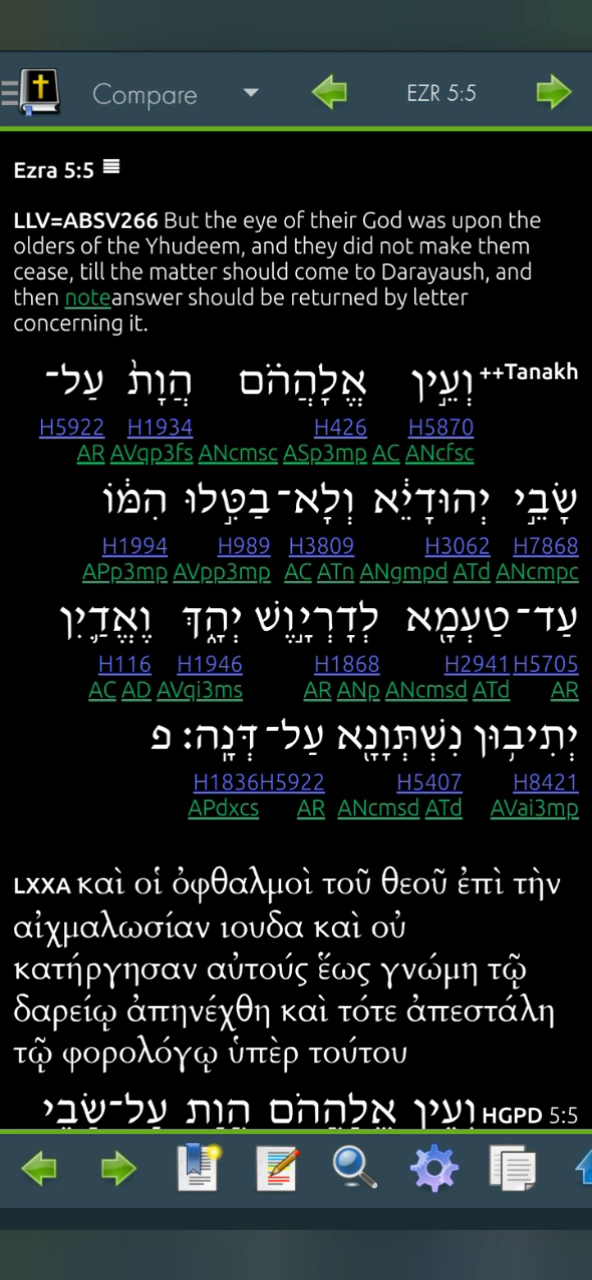 Compare
EZR 5:5
Ezra 5:5
LLV=ABSV266 But the eye of their God was upon the
olders of the Yhudeem, and they did not make them
cease, till the matter should come to Darayaush, and
then noteanswer should be returned by letter
concerning it.
++Tanakh וְעֵ֣ין אֱלָהֲהֹ֗ם הֲוָת֙ עַל־
H5922 H1934 H426 H5870
AR AVqp3fs ANcmsc ASp3mp AC ANcfsc
שָׂבֵ֣י יְהוּדָיֵ֔א וְלָא־ בַטִּ֣לוּ הִמּ֔וֹ
H1994 H989 H3809 H3062 H7868
APp3mp AVpp3mp AC ATn ANgmpd ATd ANcmpc
עַד־ טַעְמָ֖א לְדָרְיָ֣וֶשׁ יְהָ֑ךְ וֶאֱדַ֛יִן
H116 H1946 H1868 H2941 H5705
AC AD AVqi3ms AR ANp ANcmsd ATd AR
יְתִיב֥וּן נִשְׁתְּוָנָ֖א עַל־ דְּנָֽה׃ פ
H1836 H5922 H5407 H8421
APdxcs AR ANcmsd ATd AVai3mp
LXXA καὶ οἱ ὀφθαλμοὶ τοῦ θεοῦ ἐπὶ τὴν
αἰχμαλωσίαν ιουδα καὶ οὐ
κατήργησαν αὐτούς ἕως γνώμη τῷ
δαρείῳ ἀπηνέχθη καὶ τότε ἀπεστάλη
τῷ φορολόγῳ ὑπὲρ τούτου
HGPD 5:5 וְעֵין אֱלָהֲהֹם הֲוָת עַל־שָׂבֵי